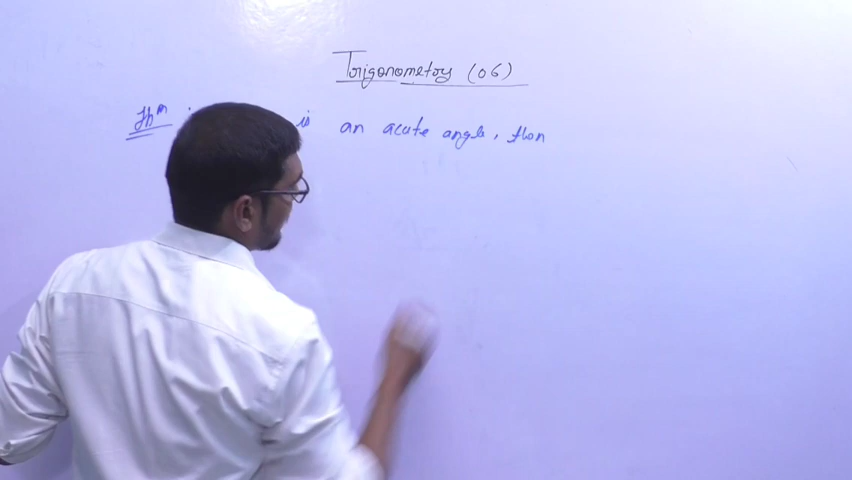 Trigonometry (06)
Thm is an acute angle, then